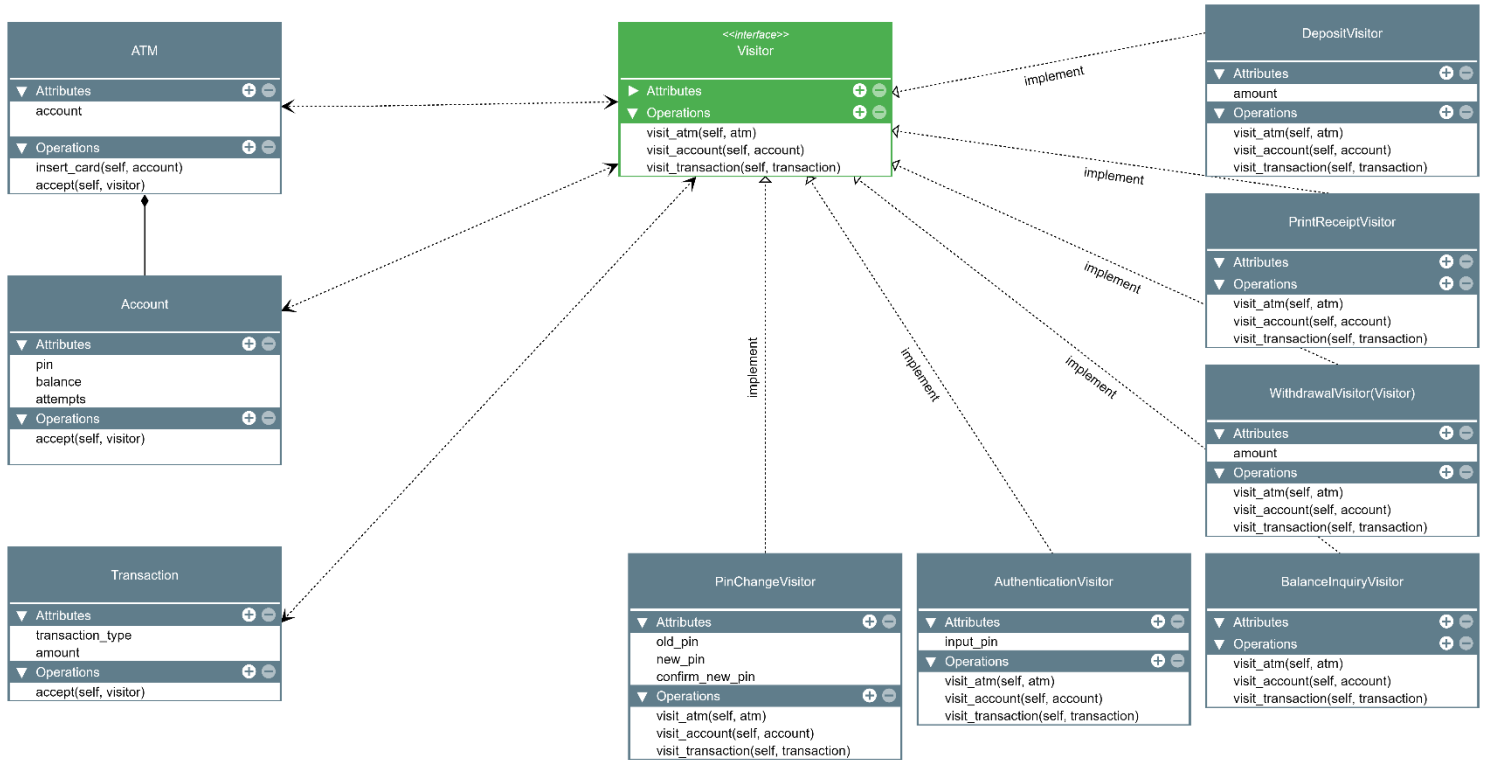 ATM
Attributes
account
Operations
insert_card(self, account)
accept(self, visitor)
Account
Attributes
pin
balance
attempts
Operations
accept(self, visitor)
Transaction
Attributes
transaction_type
amount
Operations
accept(self, visitor)
<<interface>>
Visitor
Attributes
Operations
visit_atm(self, atm)
visit_account(self, account)
visit_transaction(self, transaction)
implement
implement
implement
implement
implement
implement
PinChangeVisitor
Attributes
old_pin
new_pin
confirm_new_pin
Operations
visit_atm(self, atm)
visit_account(self, account)
visit_transaction(self, transaction)
AuthenticationVisitor
Attributes
input_pin
Operations
visit_atm(self, atm)
visit_account(self, account)
visit_transaction(self, transaction)
DepositVisitor
Attributes
amount
Operations
visit_atm(self, atm)
visit_account(self, account)
visit_transaction(self, transaction)
PrintReceiptVisitor
Attributes
Operations
visit_atm(self, atm)
visit_account(self, account)
visit_transaction(self, transaction)
WithdrawalVisitor(Visitor)
Attributes
amount
Operations
visit_atm(self, atm)
visit_account(self, account)
visit_transaction(self, transaction)
BalanceInquiryVisitor
Attributes
Operations
visit_atm(self, atm)
visit_account(self, account)
visit_transaction(self, transaction)